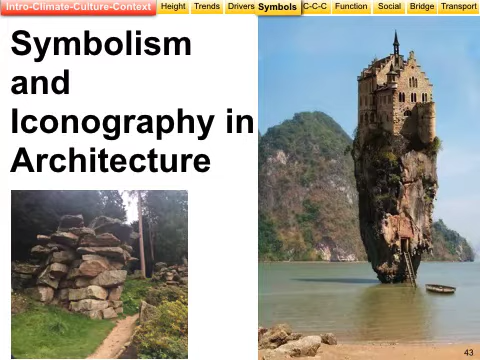 Intro-Climate-Culture-Context Height Trends Drivers Symbols C-C-C Function Social Bridge Transport
Symbolism
and
Iconography in
Architecture
43